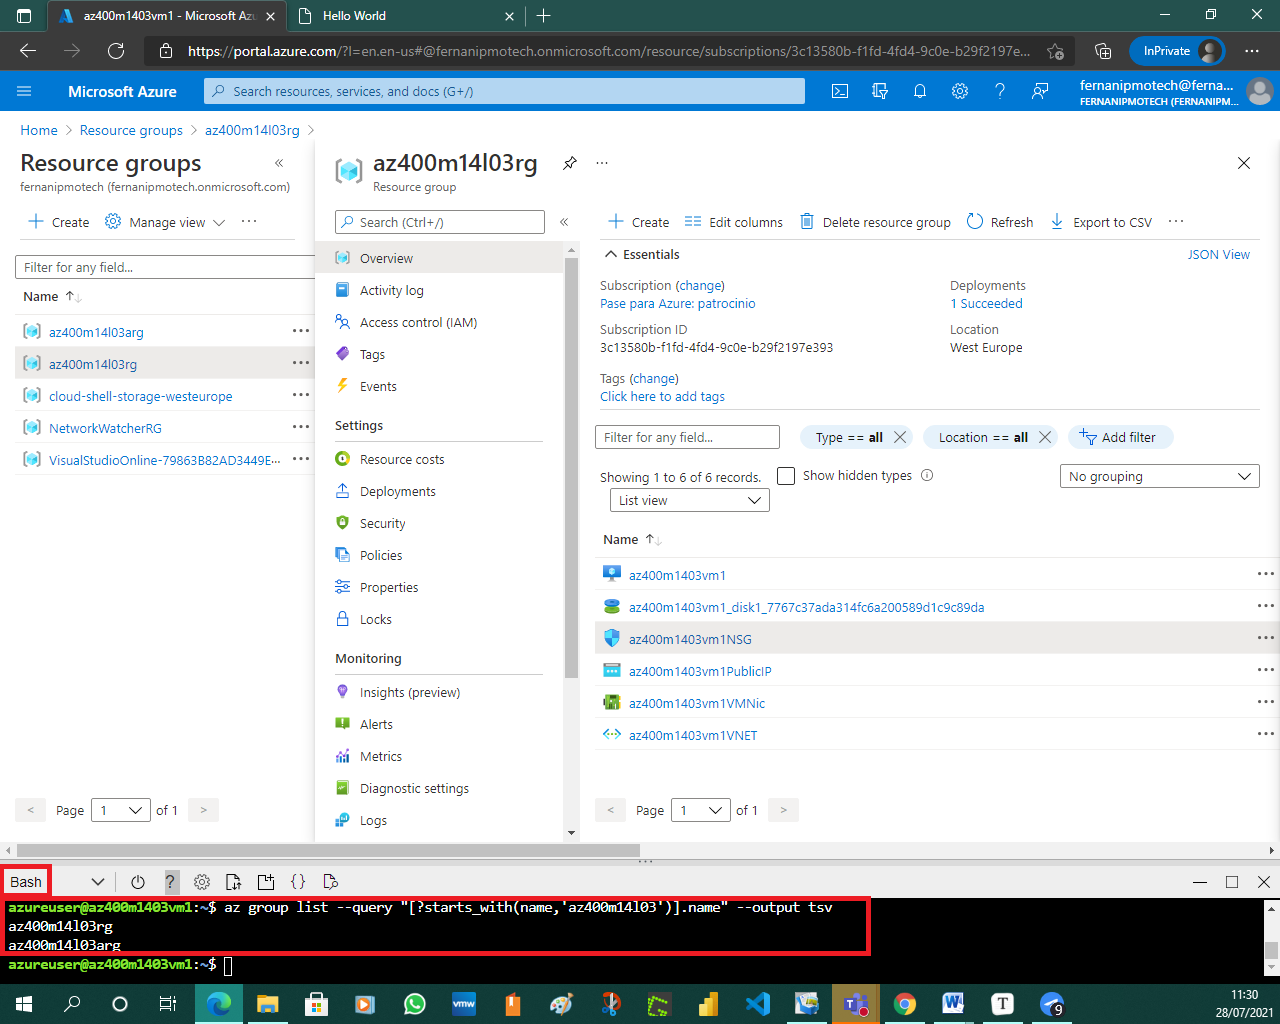 az400m1403vm1 - Microsoft Azu
Hello World
https://portal.azure.com/?l=en.en-us#@fernanipmotech.onmicrosoft.com/resource/subscriptions/3c13580b-f1fd-4fd4-9c0e-b29f2197e...
InPrivate
Microsoft Azure
Search resources, services, and docs (G+/)
fernanipmotech@ferna...
FERNANIPMOTECH (FERNANIPM...
Home > Resource groups > az400m14l03rg >
Resource groups
fernanipmotech (fernanipmotech.onmicrosoft.com)
Create
Manage view
Filter for any field...
Name
az400m14l03arg
az400m14l03rg
cloud-shell-storage-westeurope
NetworkWatcherRG
VisualStudioOnline-79863B82AD3449E...
< Page 1 of 1 >
az400m14l03rg
Resource group
Search (Ctrl+/)
Overview
Activity log
Access control (IAM)
Tags
Events
Settings
Resource costs
Deployments
Security
Policies
Properties
Locks
Monitoring
Insights (preview)
Alerts
Metrics
Diagnostic settings
Logs
Create
Edit columns
Delete resource group
Refresh
Export to CSV
Essentials
JSON View
Subscription (change)
Pase para Azure: patrocinio
Subscription ID
3c13580b-f1fd-4fd4-9c0e-b29f2197e393
Deployments
1 Succeeded
Location
West Europe
Tags (change)
Click here to add tags
Filter for any field...
Type == all
Location == all
Add filter
Showing 1 to 6 of 6 records.
Show hidden types
No grouping
List view
Name
az400m1403vm1
az400m1403vm1_disk1_7767c37ada314fc6a200589d1c9c89da
az400m1403vm1NSG
az400m1403vm1PublicIP
az400m1403vm1VMNic
az400m1403vm1VNET
< Page 1 of 1 >
Bash
azureuser@az400m1403vm1:~$ az group list --query "[?starts_with(name,'az400m14l03')].name" --output tsv
az400m14l03rg
az400m14l03arg
azureuser@az400m1403vm1:~$
vmw
W
T
9
11:30
28/07/2021